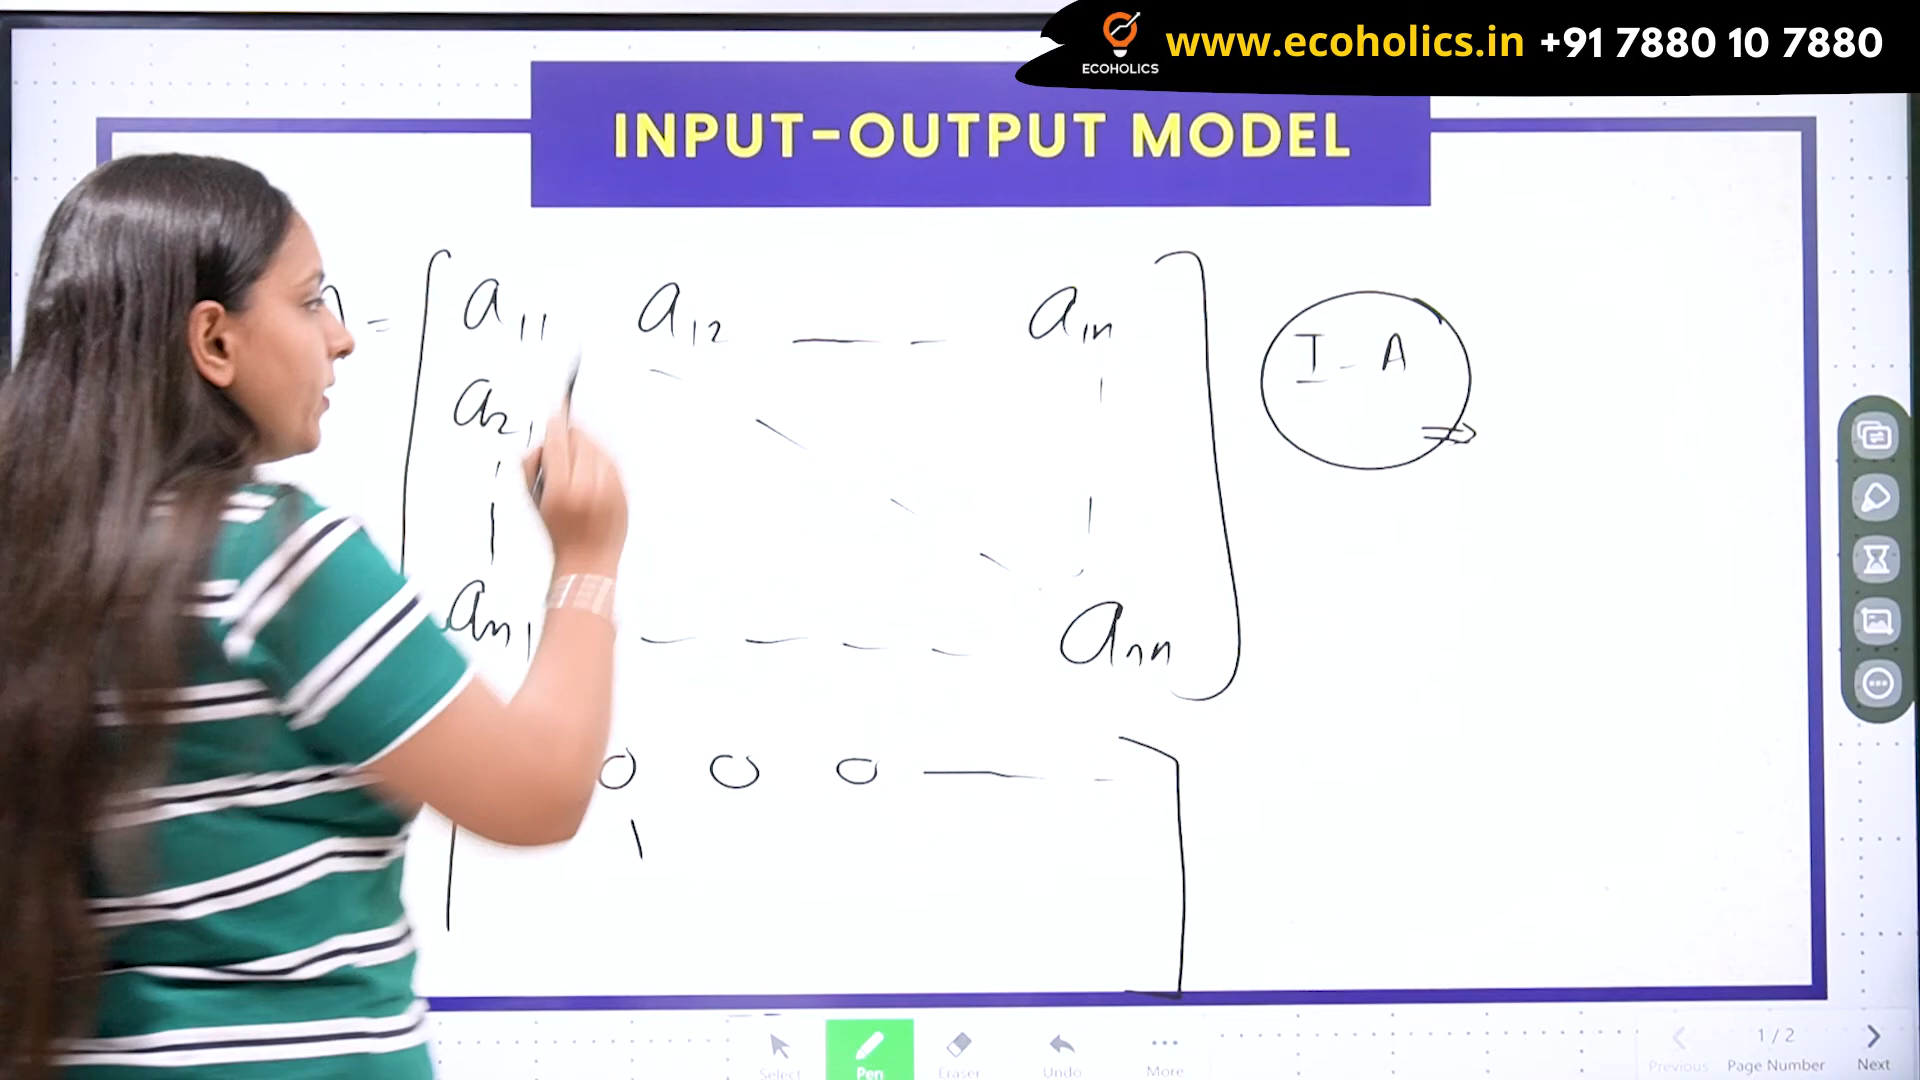 www.ecoholics.in +91 7880 10 7880
ECOHOLICS
INPUT-OUTPUT MODEL
= a11 a12 — - a1n
a21
an1 - - - - ann
I - A
⇒
0 0 0 — -
1
Select Pen Eraser Undo More
1 / 2
Previous Page Number Next